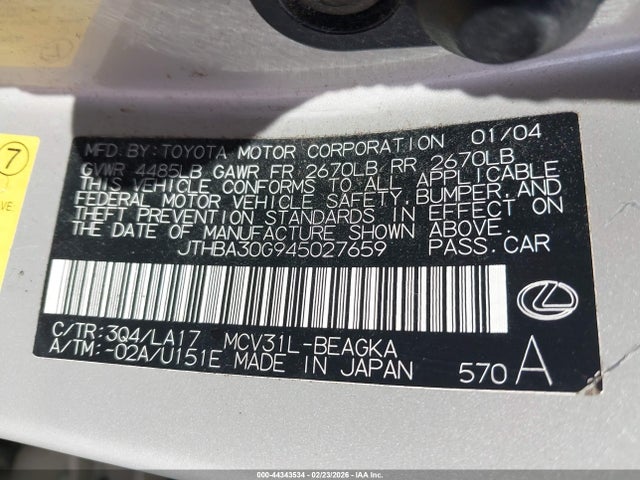 MFD. BY: TOYOTA MOTOR CORPORATION 01/04
GVWR 4485LB GAWR FR 2670LB RR 2670LB
THIS VEHICLE CONFORMS TO ALL APPLICABLE
FEDERAL MOTOR VEHICLE SAFETY, BUMPER, AND
THEFT PREVENTION STANDARDS IN EFFECT ON
THE DATE OF MANUFACTURE SHOWN ABOVE.
JTHBA30G945027659 PASS. CAR
7
C/TR: 3Q4/LA17 MCV31L-BEAGKA
A/TM: -02A/U151E MADE IN JAPAN 570 A
000-44343534 - 02/23/2026 - IAAI.COM